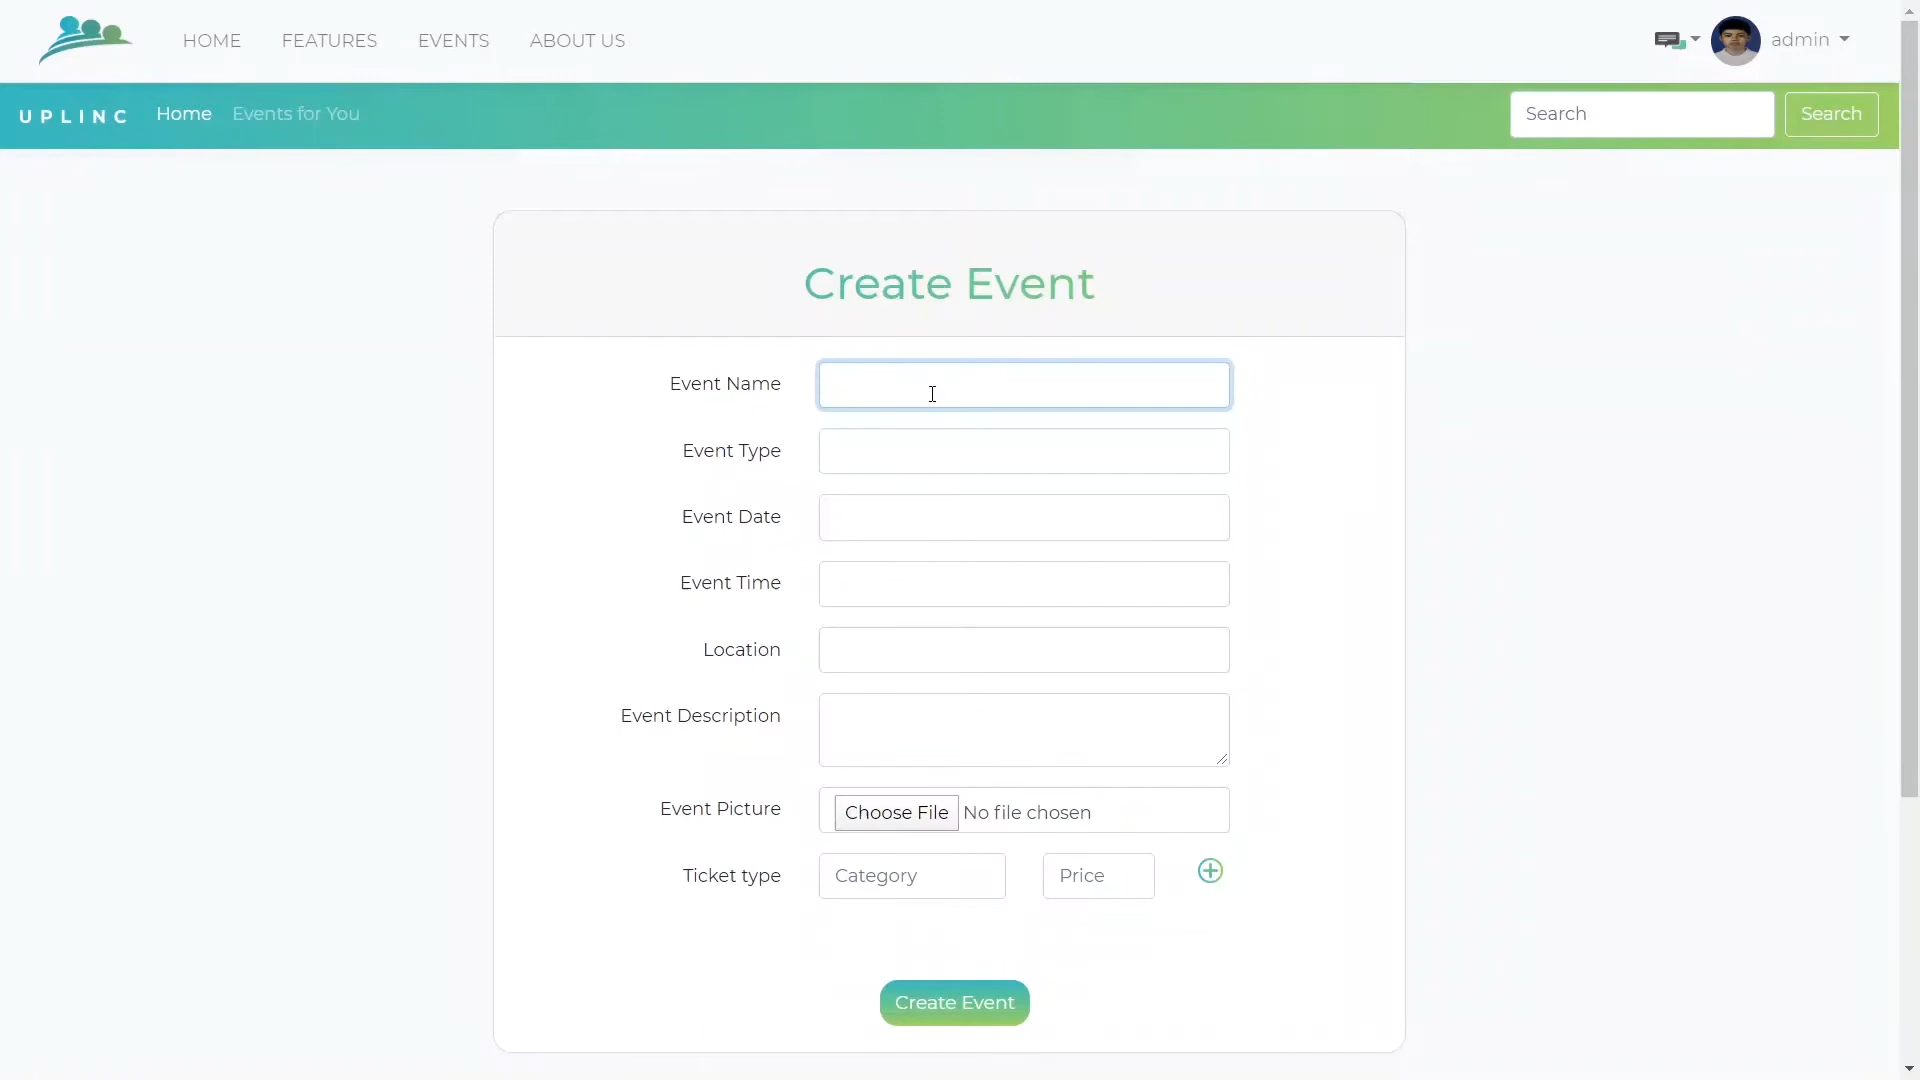 HOME FEATURES EVENTS ABOUT US admin
UPLINC Home Events for You Search Search
Create Event
Event Name
Event Type
Event Date
Event Time
Location
Event Description
Event Picture Choose File No file chosen
Ticket type Category Price
Create Event